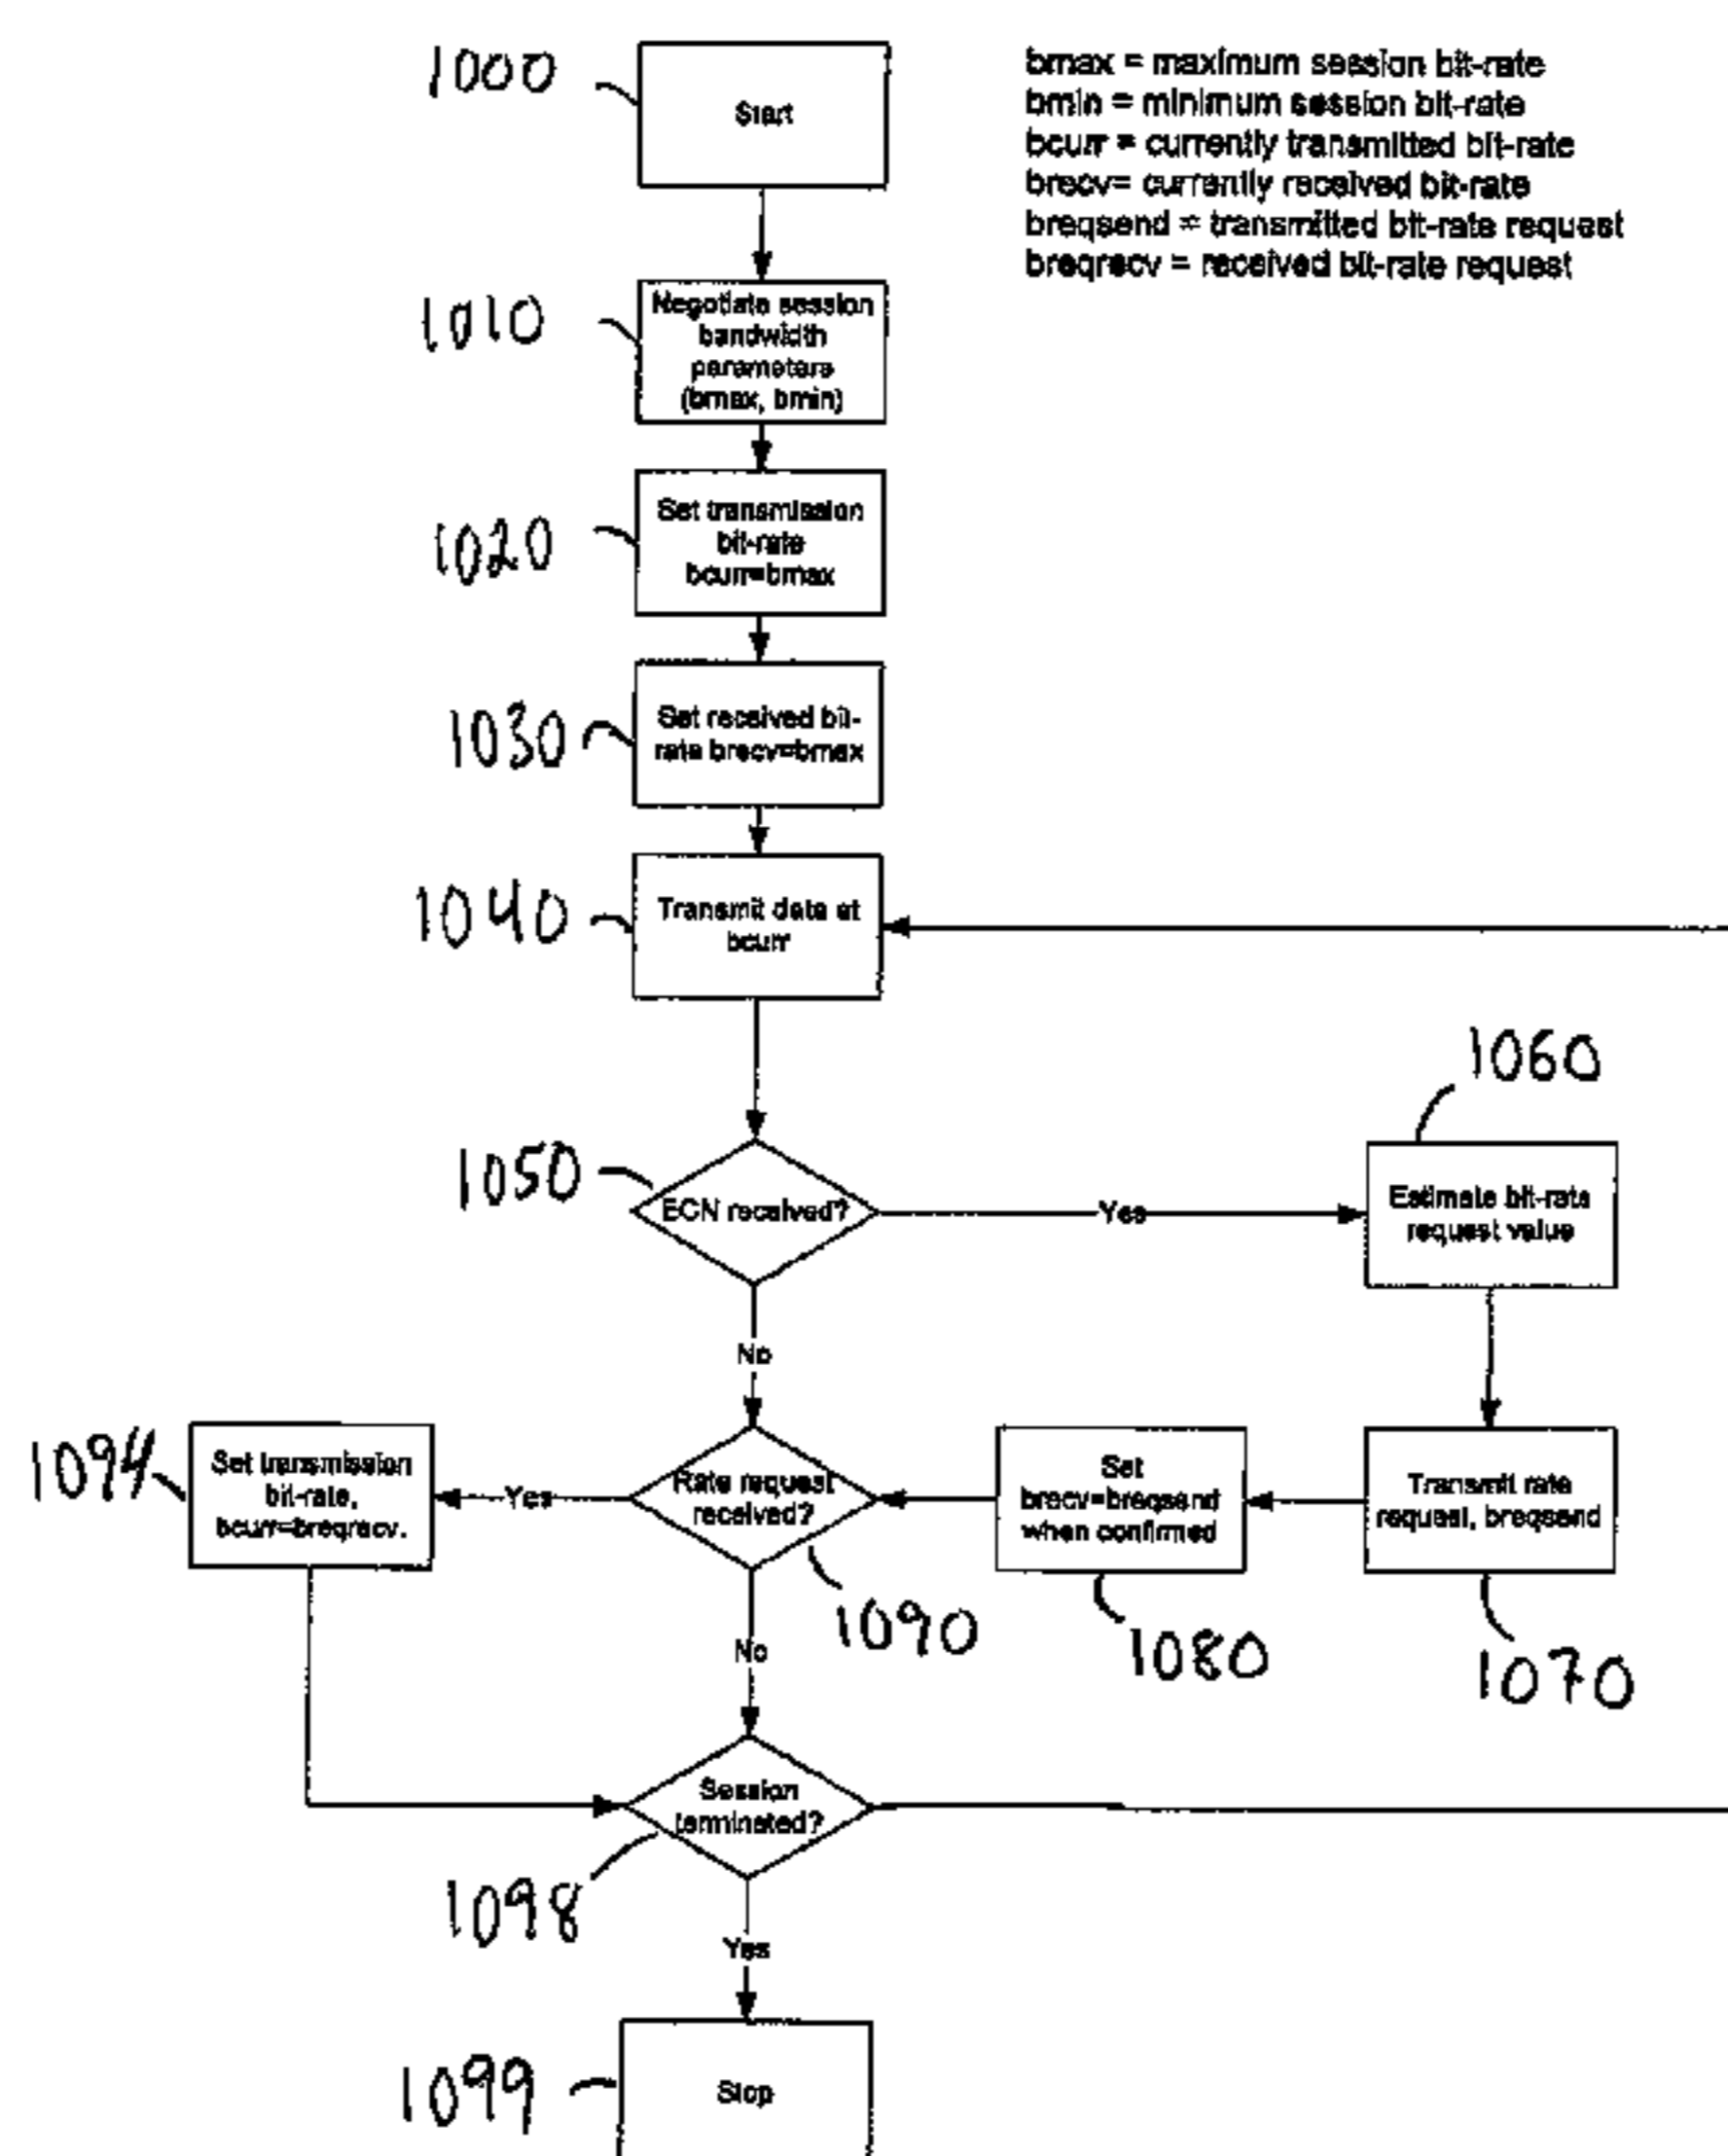 1000
Start
bmax = maximum session bit-rate
bmin = minimum session bit-rate
bcurr = currently transmitted bit-rate
brecv= currently received bit-rate
breqsend = transmitted bit-rate request
breqrecv = received bit-rate request
1010
Negotiate session
bandwidth
parameters
(bmax, bmin)
1020
Set transmission
bit-rate
bcurr=bmax
1030
Set received bit-
rate brecv=bmax
1040
Transmit data at
bcurr
1060
1050
ECN received?
Yes
Estimate bit-rate
request value
No
1094
Set transmission
bit-rate,
bcurr=breqrecv.
Yes
Rate request
received?
Set
brecv=breqsend
when confirmed
Transmit rate
request, breqsend
1090
1080
1070
No
Session
terminated?
1098
Yes
1099
Stop